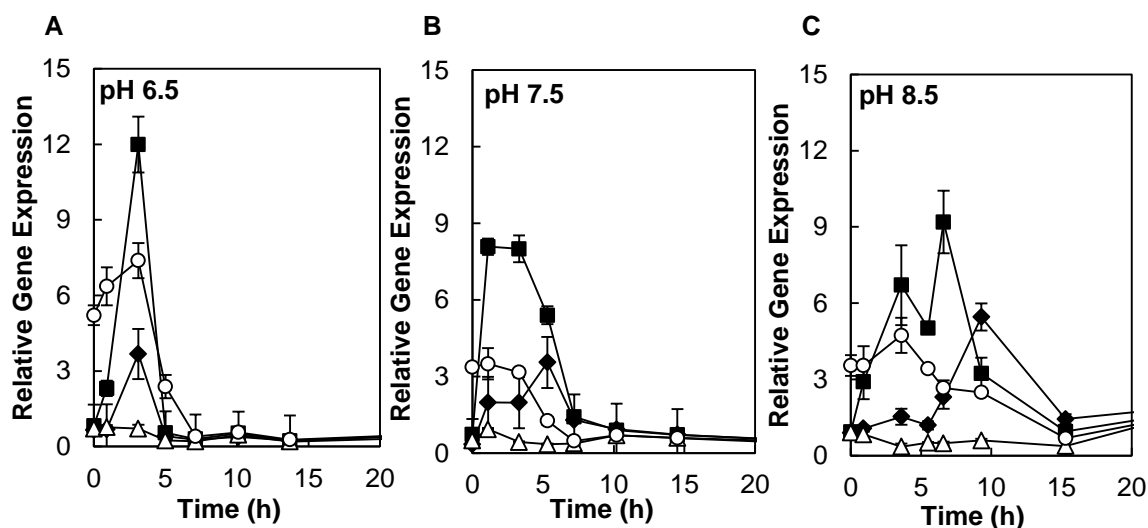 A
B
C
Relative Gene Expression
15
12
9
6
3
0
pH 6.5
0 5 10 15 20
Time (h)
Relative Gene Expression
15
12
9
6
3
0
pH 7.5
0 5 10 15 20
Time (h)
Relative Gene Expression
15
12
9
6
3
0
pH 8.5
0 5 10 15 20
Time (h)